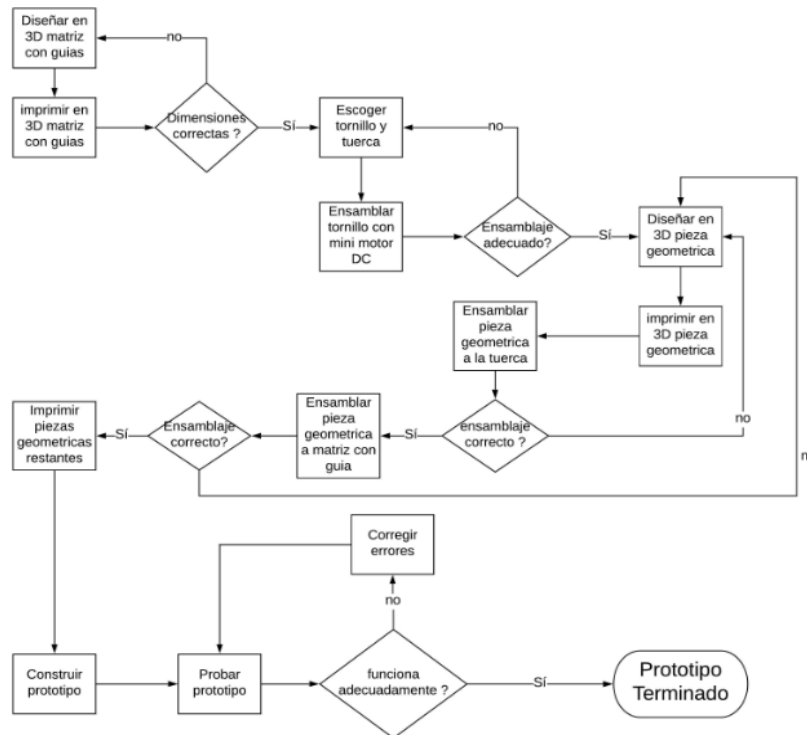 Diseñar en
3D matriz
con guias
no
imprimir en
3D matriz
con guias
Dimensiones
correctas ?
Sí
Escoger
tornillo y
tuerca
no
Ensamblar
tornillo con
mini motor
DC
Ensamblaje
adecuado?
Sí
Diseñar en
3D pieza
geometrica
imprimir en
3D pieza
geometrica
Ensamblar
pieza
geometrica
a la tuerca
no
ensamblaje
correcto ?
Sí
Ensamblar
pieza
geometrica
a matriz con
guia
Ensamblaje
correcto?
Sí
Imprimir
piezas
geometricas
restantes
Construir
prototipo
Probar
prototipo
Corregir
errores
no
funciona
adecuadamente ?
Sí
Prototipo
Terminado